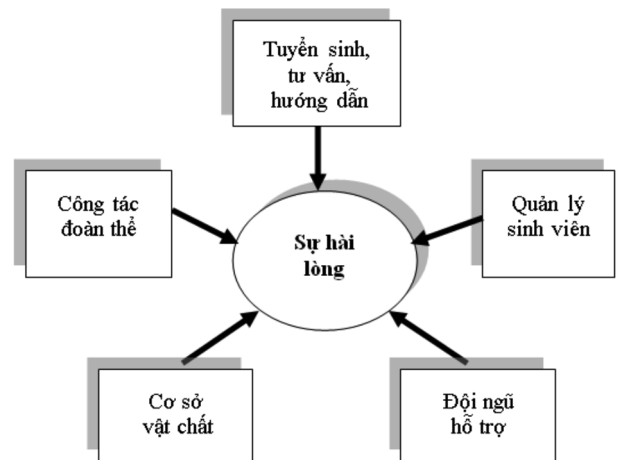 Tuyển sinh,
tư vấn,
hướng dẫn
Công tác
đoàn thể
Sự hài
lòng
Quản lý
sinh viên
Cơ sở
vật chất
Đội ngũ
hỗ trợ